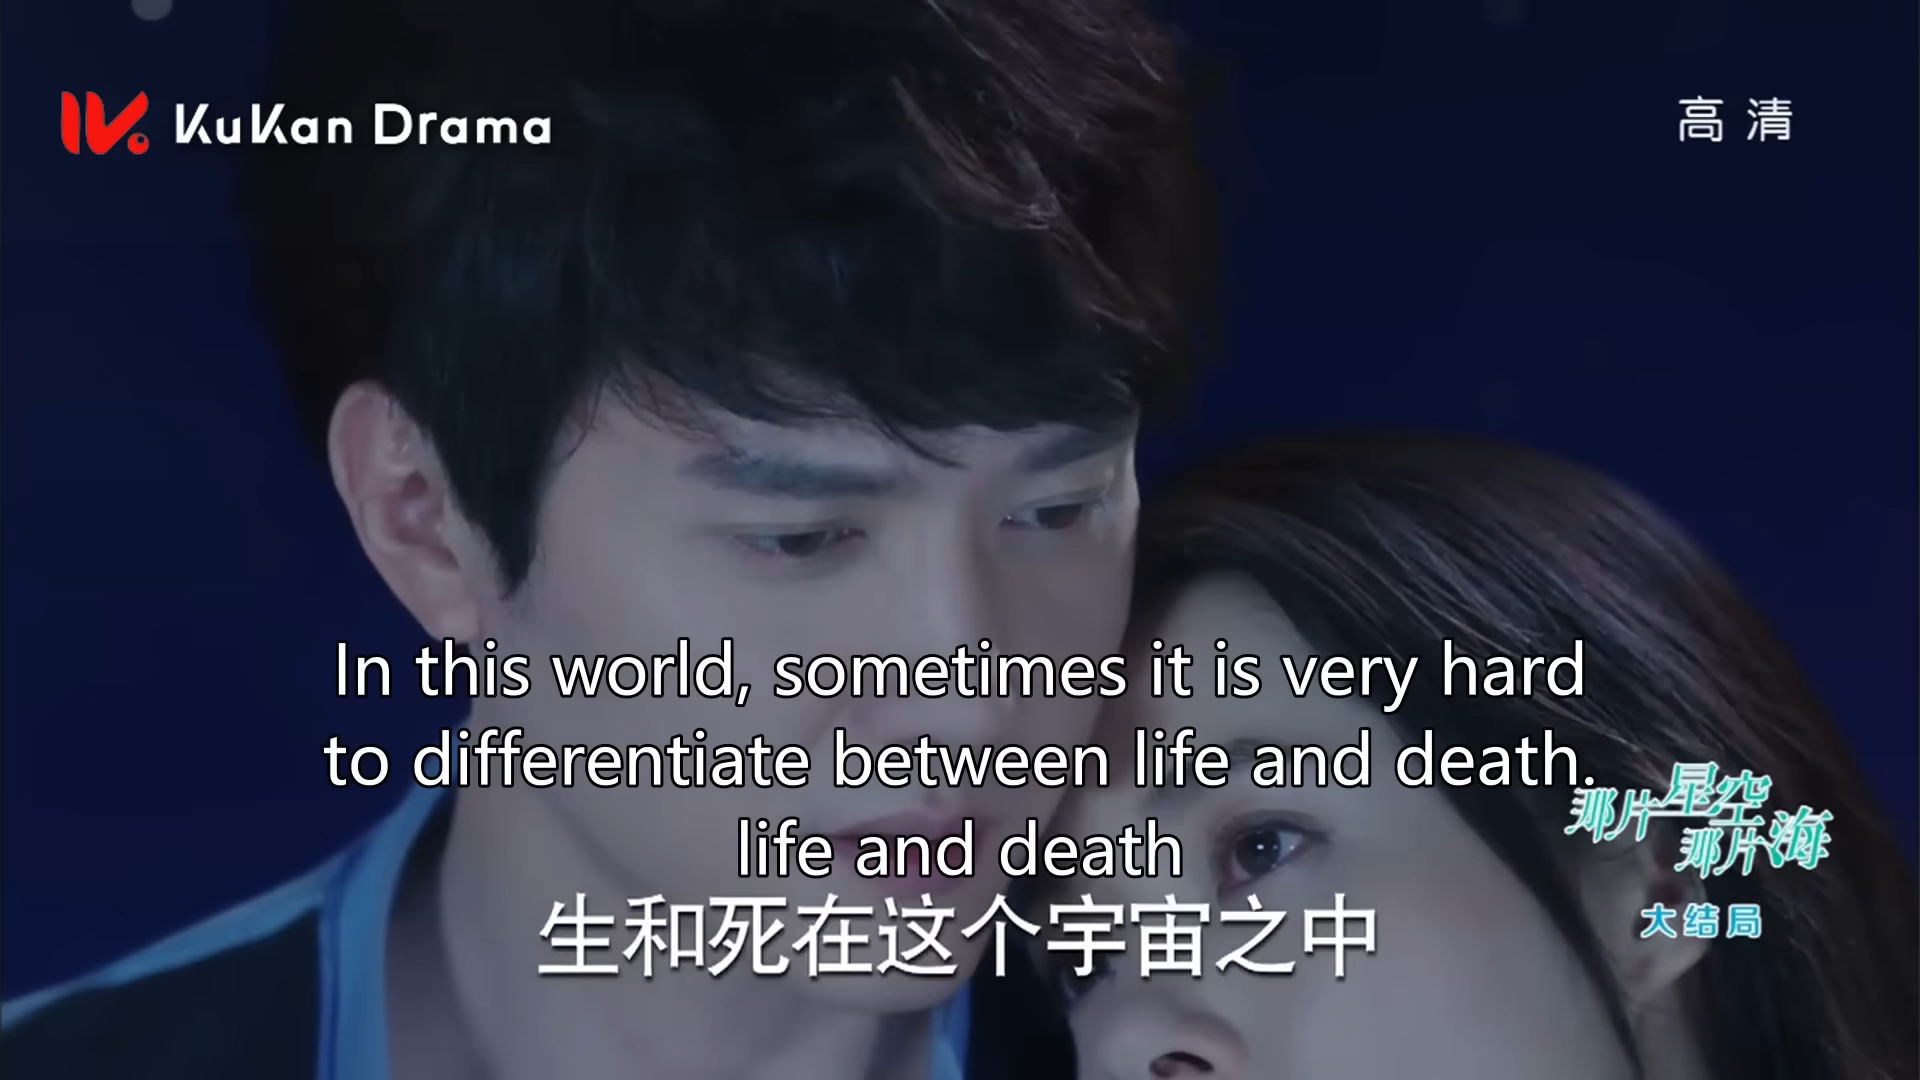 KuKan Drama
高清
In this world, sometimes it is very hard
to differentiate between life and death.
life and death
那片星空
那片海
大结局
生和死在这个宇宙之中